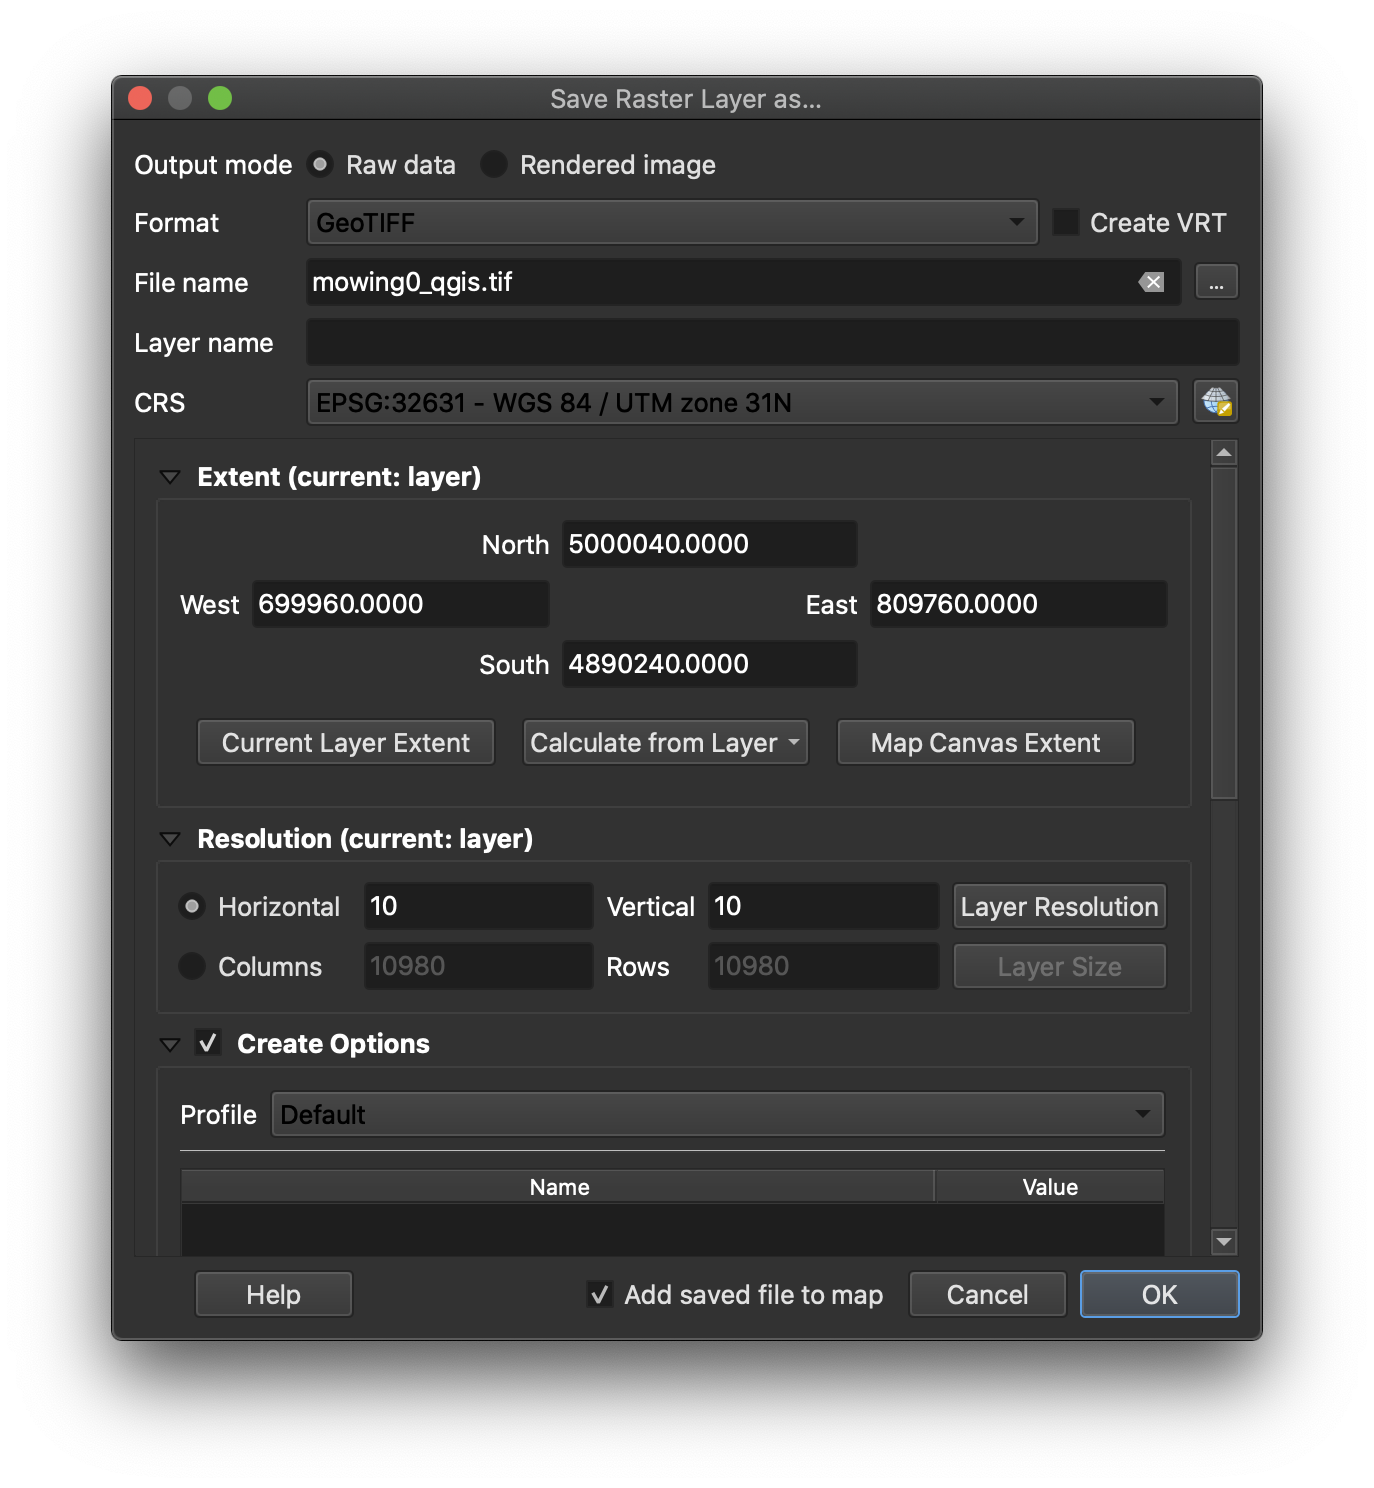 Save Raster Layer as...
Output mode Raw data Rendered image
Format GeoTIFF Create VRT
File name mowing0_qgis.tif ...
Layer name
CRS EPSG:32631 - WGS 84 / UTM zone 31N
Extent (current: layer)
North 5000040.0000
West 699960.0000 East 809760.0000
South 4890240.0000
Current Layer Extent Calculate from Layer Map Canvas Extent
Resolution (current: layer)
Horizontal 10 Vertical 10 Layer Resolution
Columns 10980 Rows 10980 Layer Size
Create Options
Profile Default
Name Value
Help Add saved file to map Cancel OK